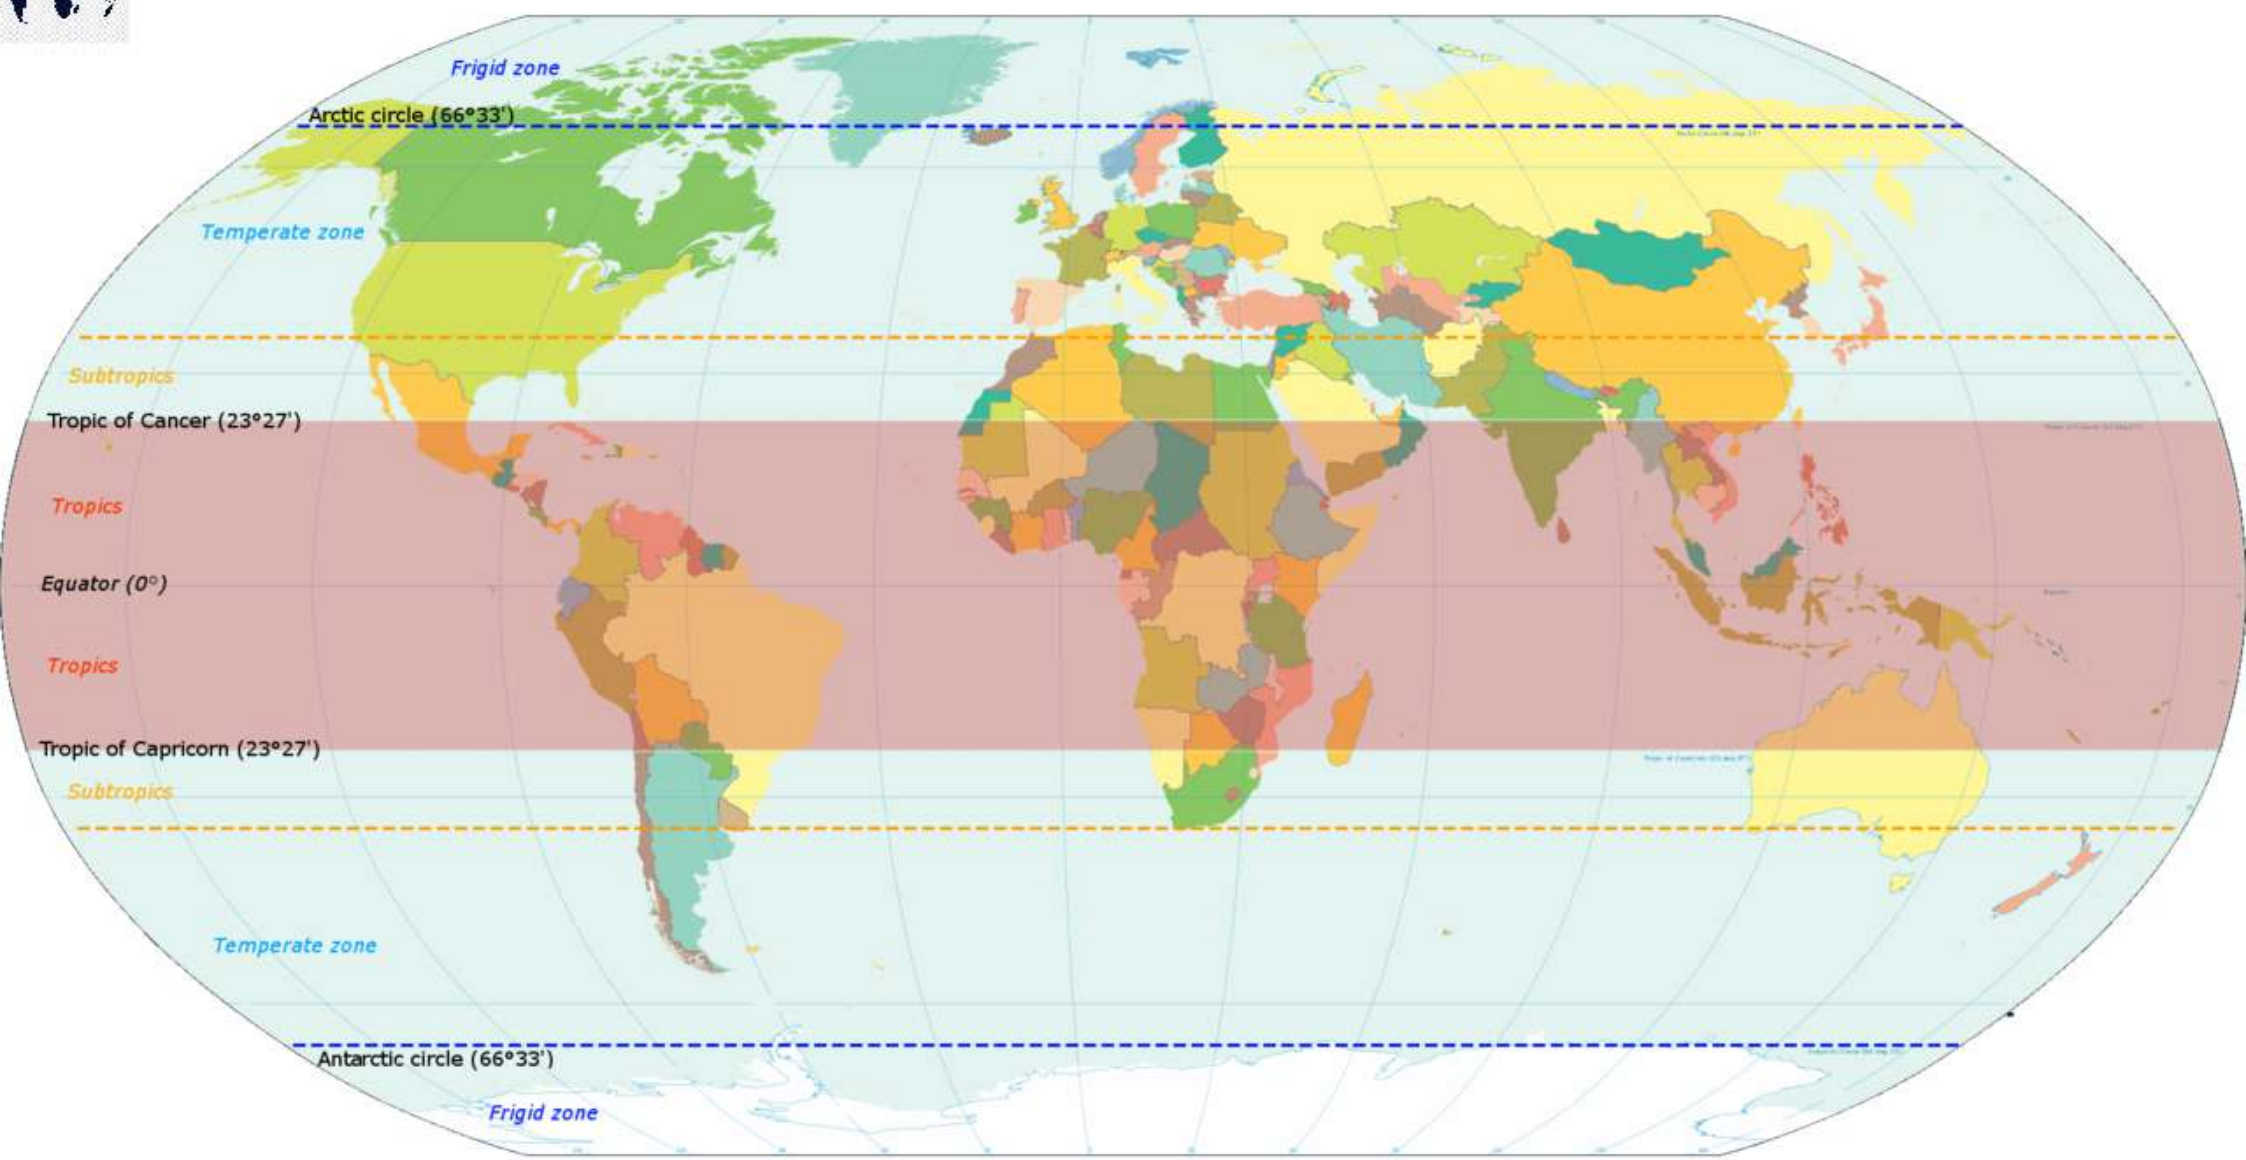 Frigid zone
Arctic circle (66°33')
Temperate zone
Subtropics
Tropic of Cancer (23°27')
Tropics
Equator (0°)
Tropics
Tropic of Capricorn (23°27')
Subtropics
Temperate zone
Antarctic circle (66°33')
Frigid zone